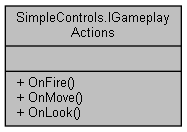 SimpleControls.IGameplay
Actions
+ OnFire()
+ OnMove()
+ OnLook()